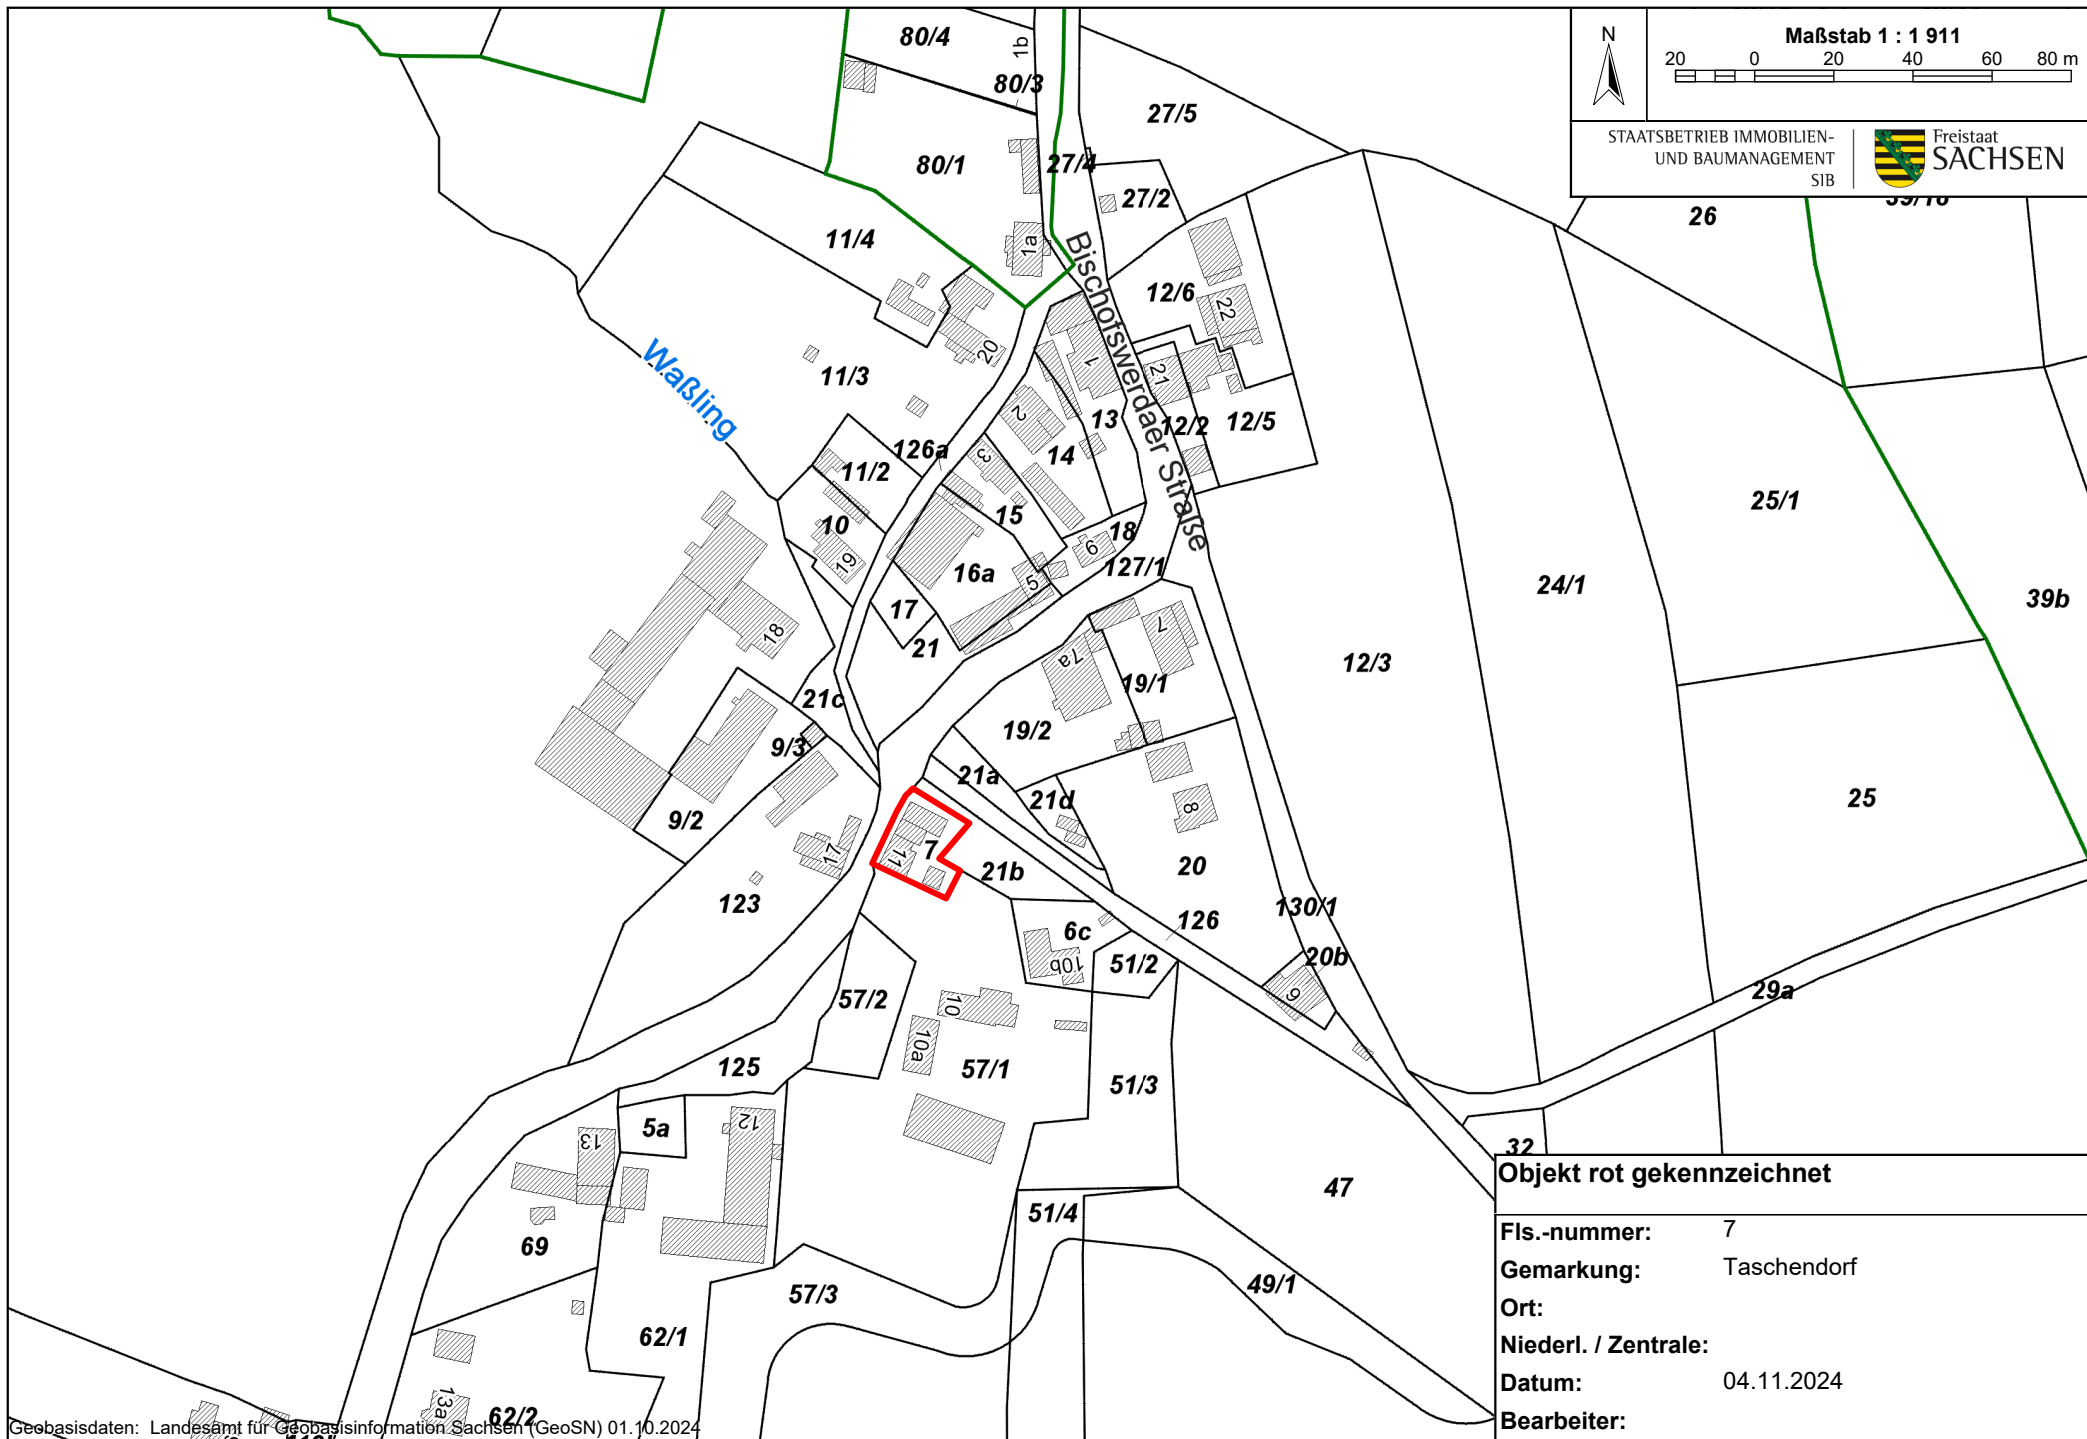 80/4
1b
80/3
27/5
80/1
27/4
27/2
1a
11/4
12/6
22
Bischofswerdaer Straße
20
1
21
11/3
Waßling
2
13
12/2
12/5
126a
3
14
11/2
15
10
19
18
6
127/1
16a
5
17
21
18
7
7a
19/1
21c
19/2
9/3
21a
21d
8
9/2
17
7
11
21b
20
123
6c
126
130/1
10b
51/2
20b
9
57/2
10
10a
125
57/1
51/3
5a
12
13
69
51/4
47
57/3
49/1
62/1
13a
62/2
12/3
24/1
25/1
25
39b
26
39/16
29a
32
N
Maßstab 1 : 1 911
20 0 20 40 60 80 m
STAATSBETRIEB IMMOBILIEN-
UND BAUMANAGEMENT
SIB
Freistaat
SACHSEN
Objekt rot gekennzeichnet
Fls.-nummer: 7
Gemarkung: Taschendorf
Ort:
Niederl. / Zentrale:
Datum: 04.11.2024
Bearbeiter:
Geobasisdaten: Landesamt für Geobasisinformation Sachsen (GeoSN) 01.10.2024